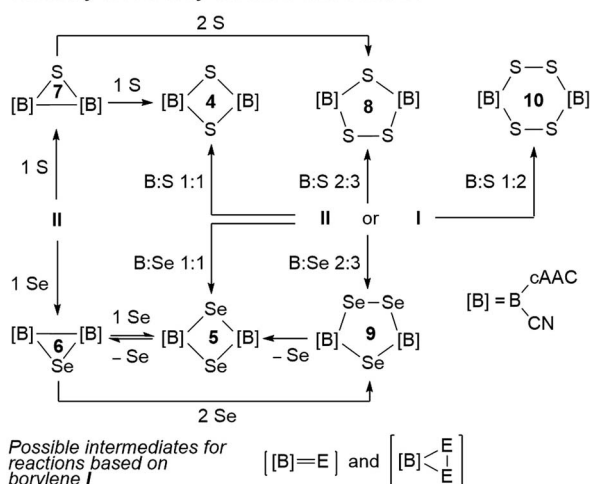 2 S
S
7
[B]
[B]
1 S
S
4
[B]
[B]
S
S
8
[B]
[B]
S
S
S
S
10
[B]
[B]
S
S
1 S
B:S 1:1
B:S 2:3
B:S 1:2
II
II or I
1 Se
B:Se 1:1
B:Se 2:3
[B] = B
cAAC
CN
[B]
[B]
6
Se
1 Se
– Se
Se
5
[B]
[B]
Se
– Se
Se
Se
9
[B]
[B]
Se
2 Se
Possible intermediates for
reactions based on
borylene I
[[B]=E] and [[B] E E]